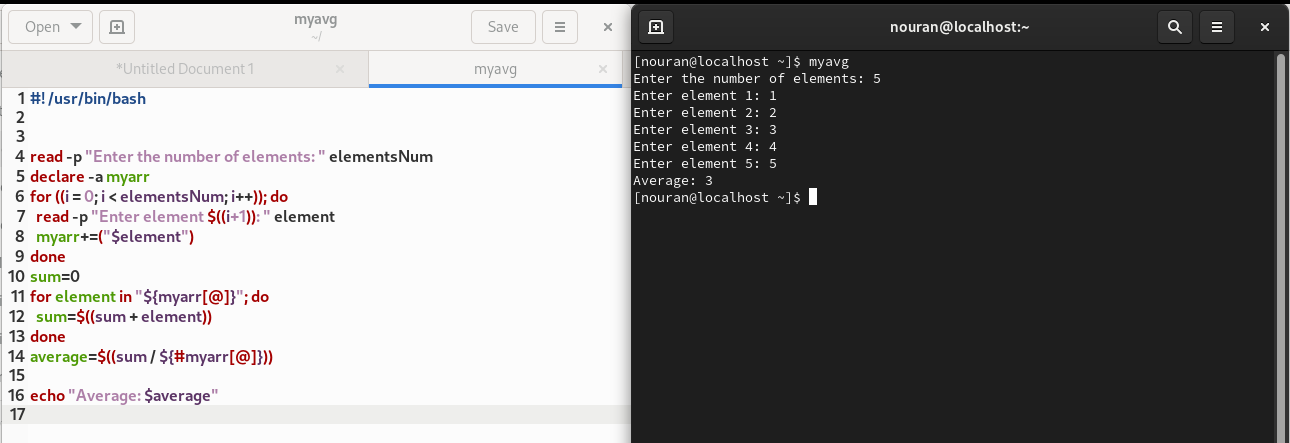 Open
myavg
~/
Save
*Untitled Document 1
myavg
1 #!/usr/bin/bash
2
3
4 read -p "Enter the number of elements: " elementsNum
5 declare -a myarr
6 for ((i = 0; i < elementsNum; i++)); do
7 read -p "Enter element $((i+1)): " element
8 myarr+=("$element")
9 done
10 sum=0
11 for element in "${myarr[@]}"; do
12 sum=$((sum + element))
13 done
14 average=$((sum / ${#myarr[@]}))
15
16 echo "Average: $average"
17
nouran@localhost:~
[nouran@localhost ~]$ myavg
Enter the number of elements: 5
Enter element 1: 1
Enter element 2: 2
Enter element 3: 3
Enter element 4: 4
Enter element 5: 5
Average: 3
[nouran@localhost ~]$